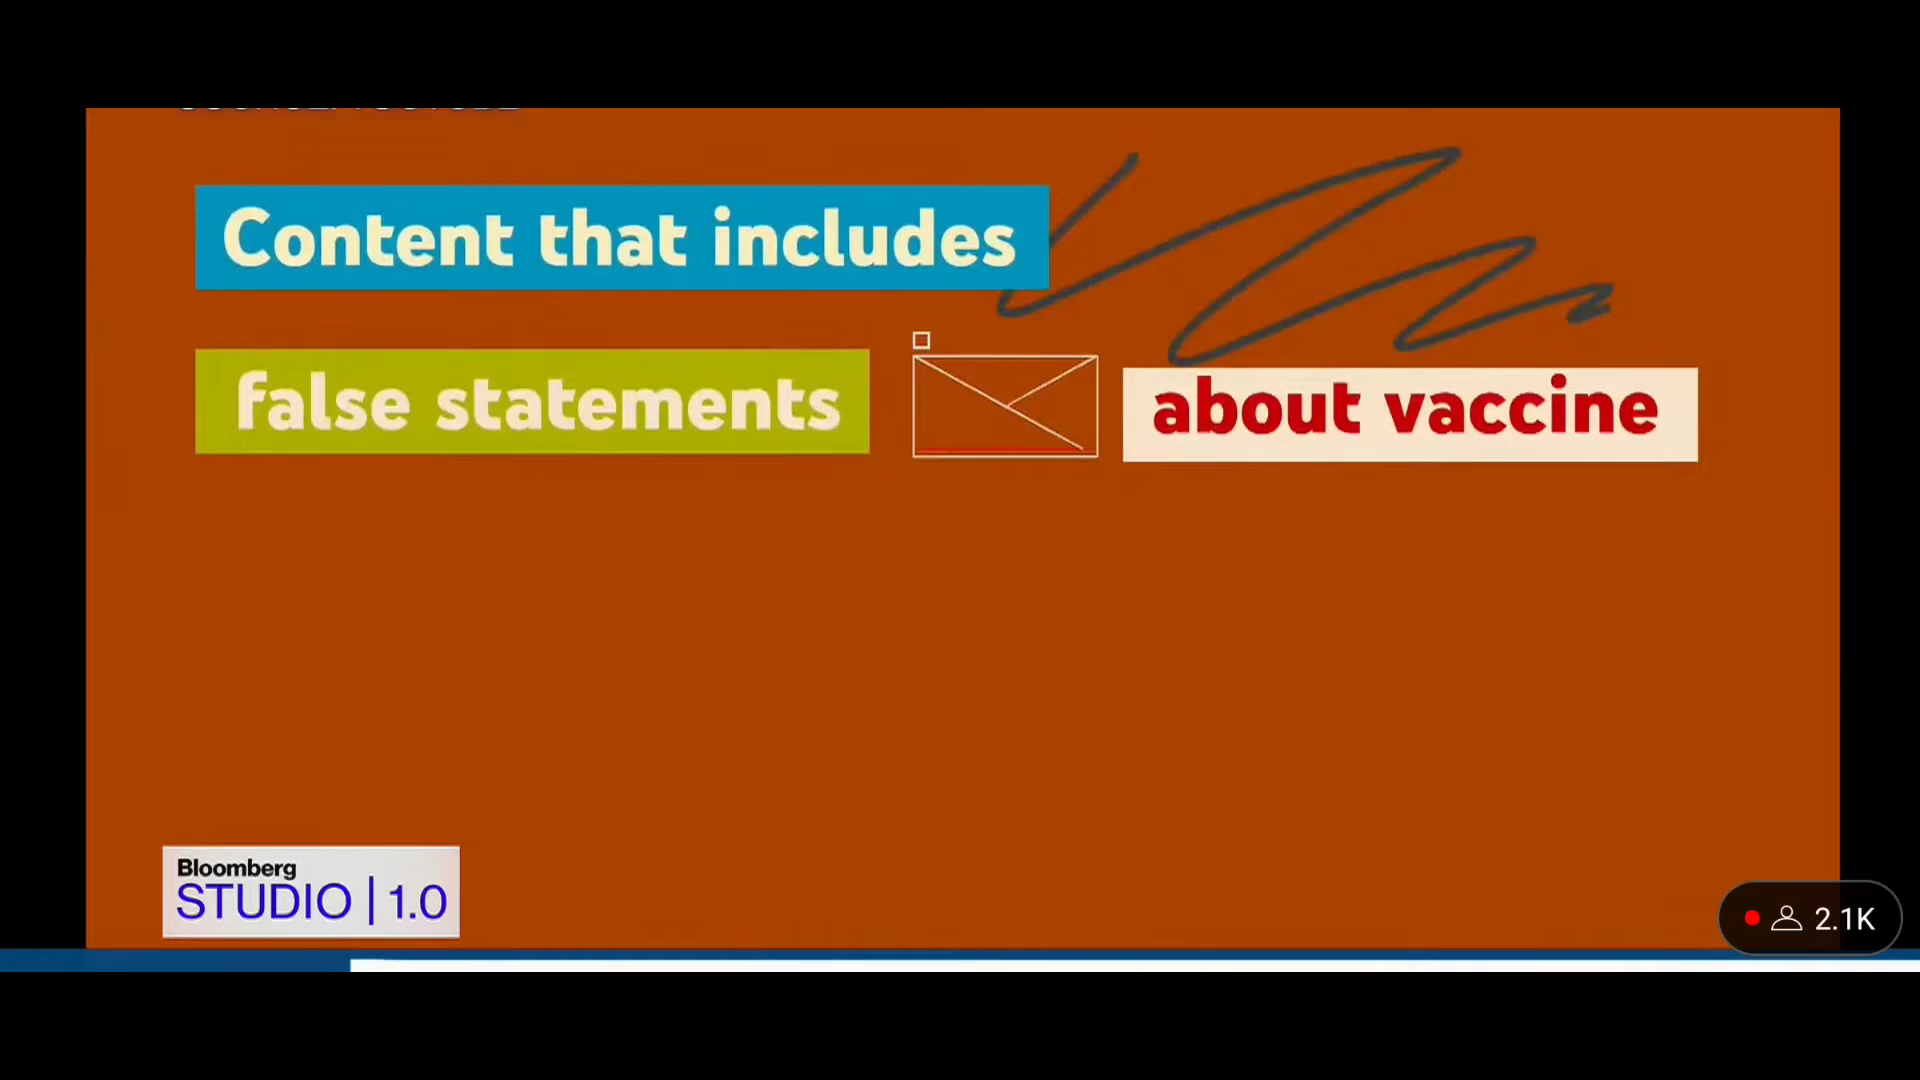 Content that includes
false statements about vaccine
Bloomberg
STUDIO | 1.0
2.1K